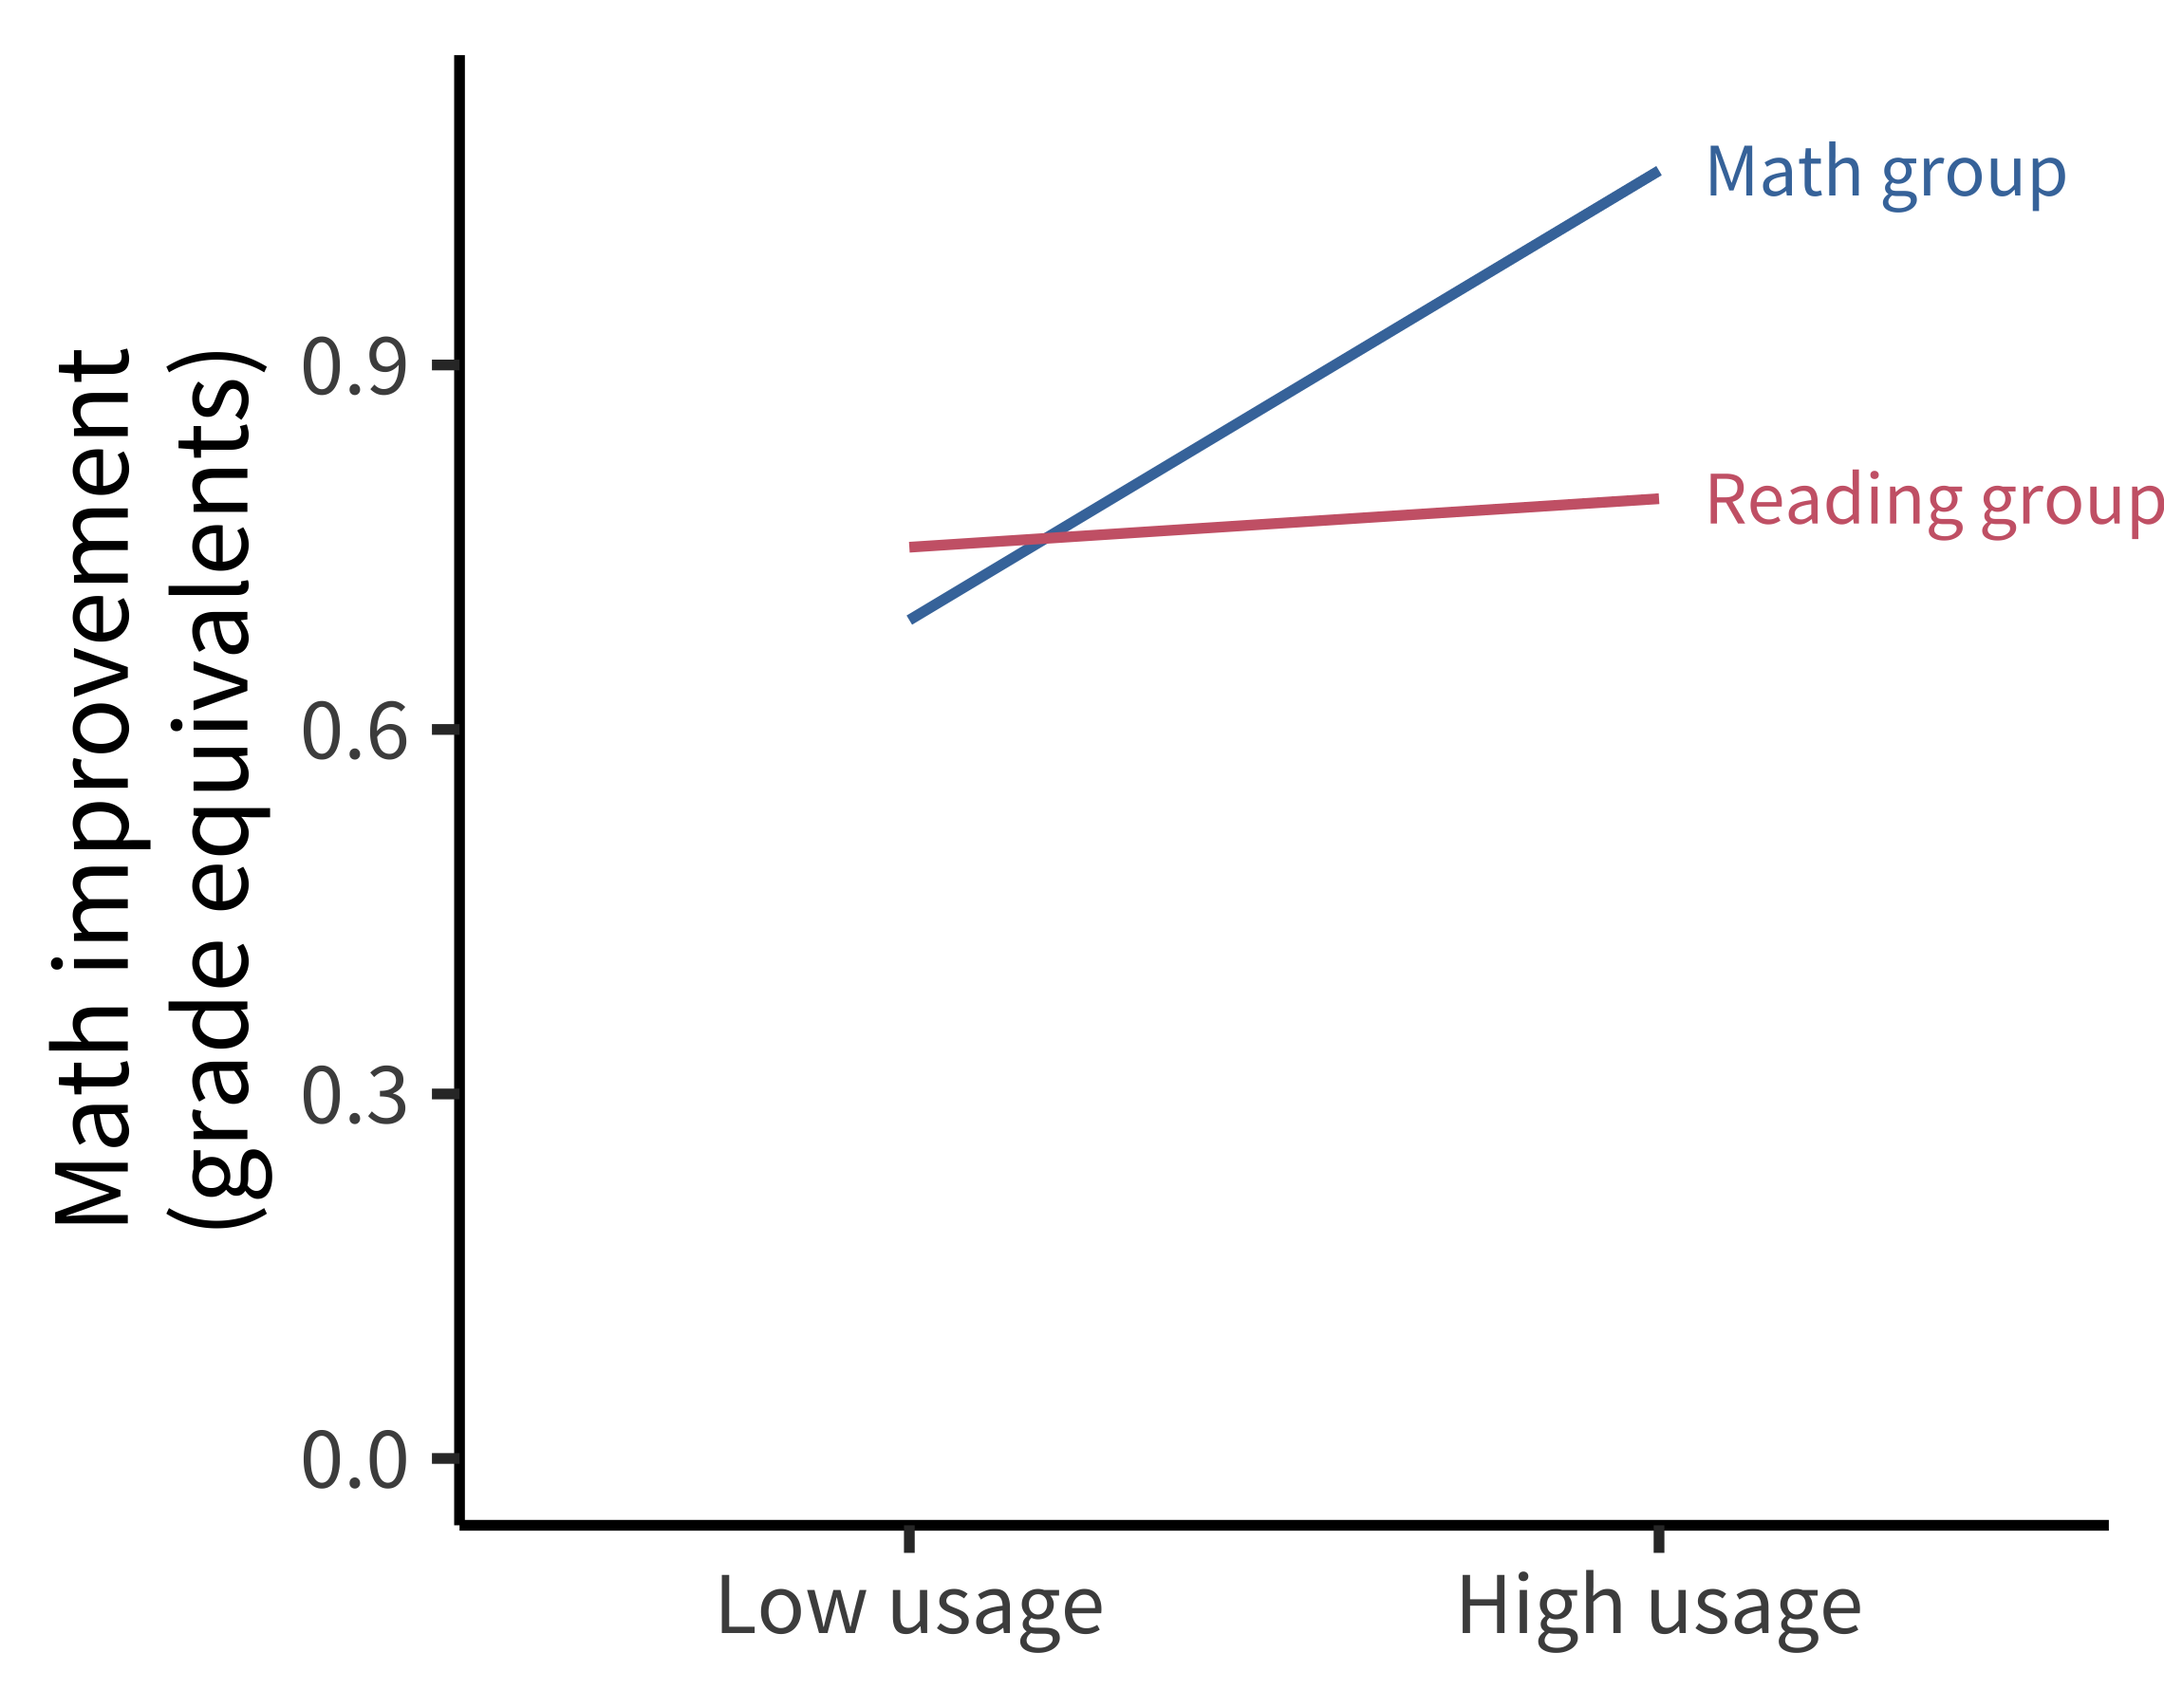 Math improvement
(grade equivalents)
0.9
0.6
0.3
0.0
Math group
Reading group
Low usage
High usage